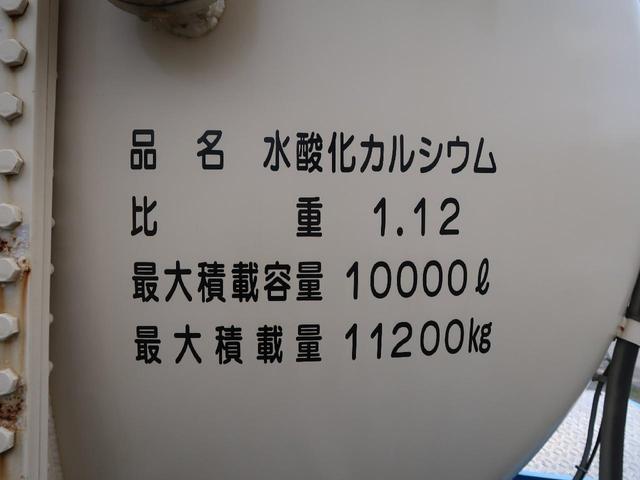 品名 水酸化カルシウム
比重 1.12
最大積載容量 10000ℓ
最大積載量 11200kg